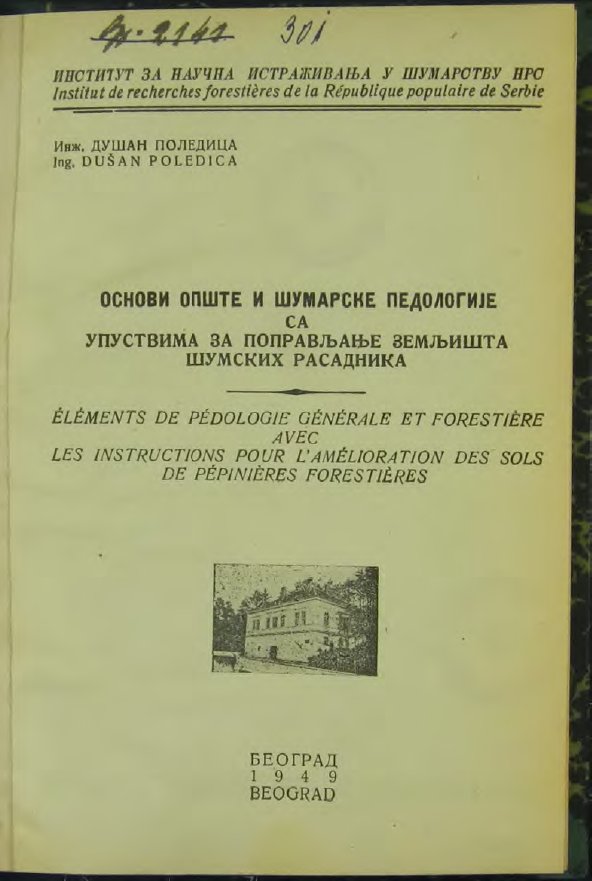 301
ИНСТИТУТ ЗА НАУЧНА ИСТРАЖИВАЊА У ШУМАРСТВУ НРС
Institut de recherches forestières de la République populaire de Serbie
Инж. ДУШАН ПОЛЕДИЦА
Ing. DUŠAN POLEDICA
ОСНОВИ ОПШТЕ И ШУМАРСКЕ ПЕДОЛОГИЈЕ
СА
УПУСТВИМА ЗА ПОПРАВЉАЊЕ ЗЕМЉИШТА
ШУМСКИХ РАСАДНИКА
ÉLÉMENTS DE PÉDOLOGIE GÉNÉRALE ET FORESTIÈRE
AVEC
LES INSTRUCTIONS POUR L'AMÉLIORATION DES SOLS
DE PÉPINIÈRES FORESTIÈRES
БЕОГРАД
1949
BEOGRAD